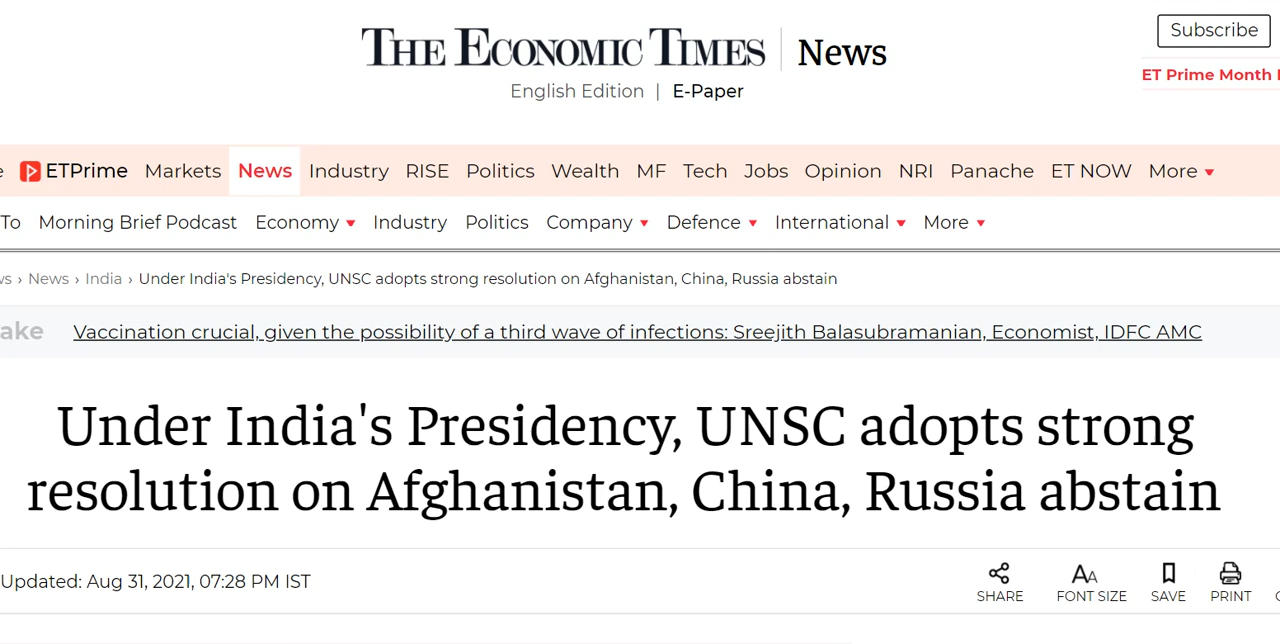 THE ECONOMIC TIMES News
Subscribe
English Edition | E-Paper
ET Prime Month
ETPrime Markets News Industry RISE Politics Wealth MF Tech Jobs Opinion NRI Panache ET NOW More
To Morning Brief Podcast Economy Industry Politics Company Defence International More
› News › India › Under India's Presidency, UNSC adopts strong resolution on Afghanistan, China, Russia abstain
Vaccination crucial, given the possibility of a third wave of infections: Sreejith Balasubramanian, Economist, IDFC AMC
Under India's Presidency, UNSC adopts strong
resolution on Afghanistan, China, Russia abstain
Updated: Aug 31, 2021, 07:28 PM IST
SHARE FONT SIZE SAVE PRINT